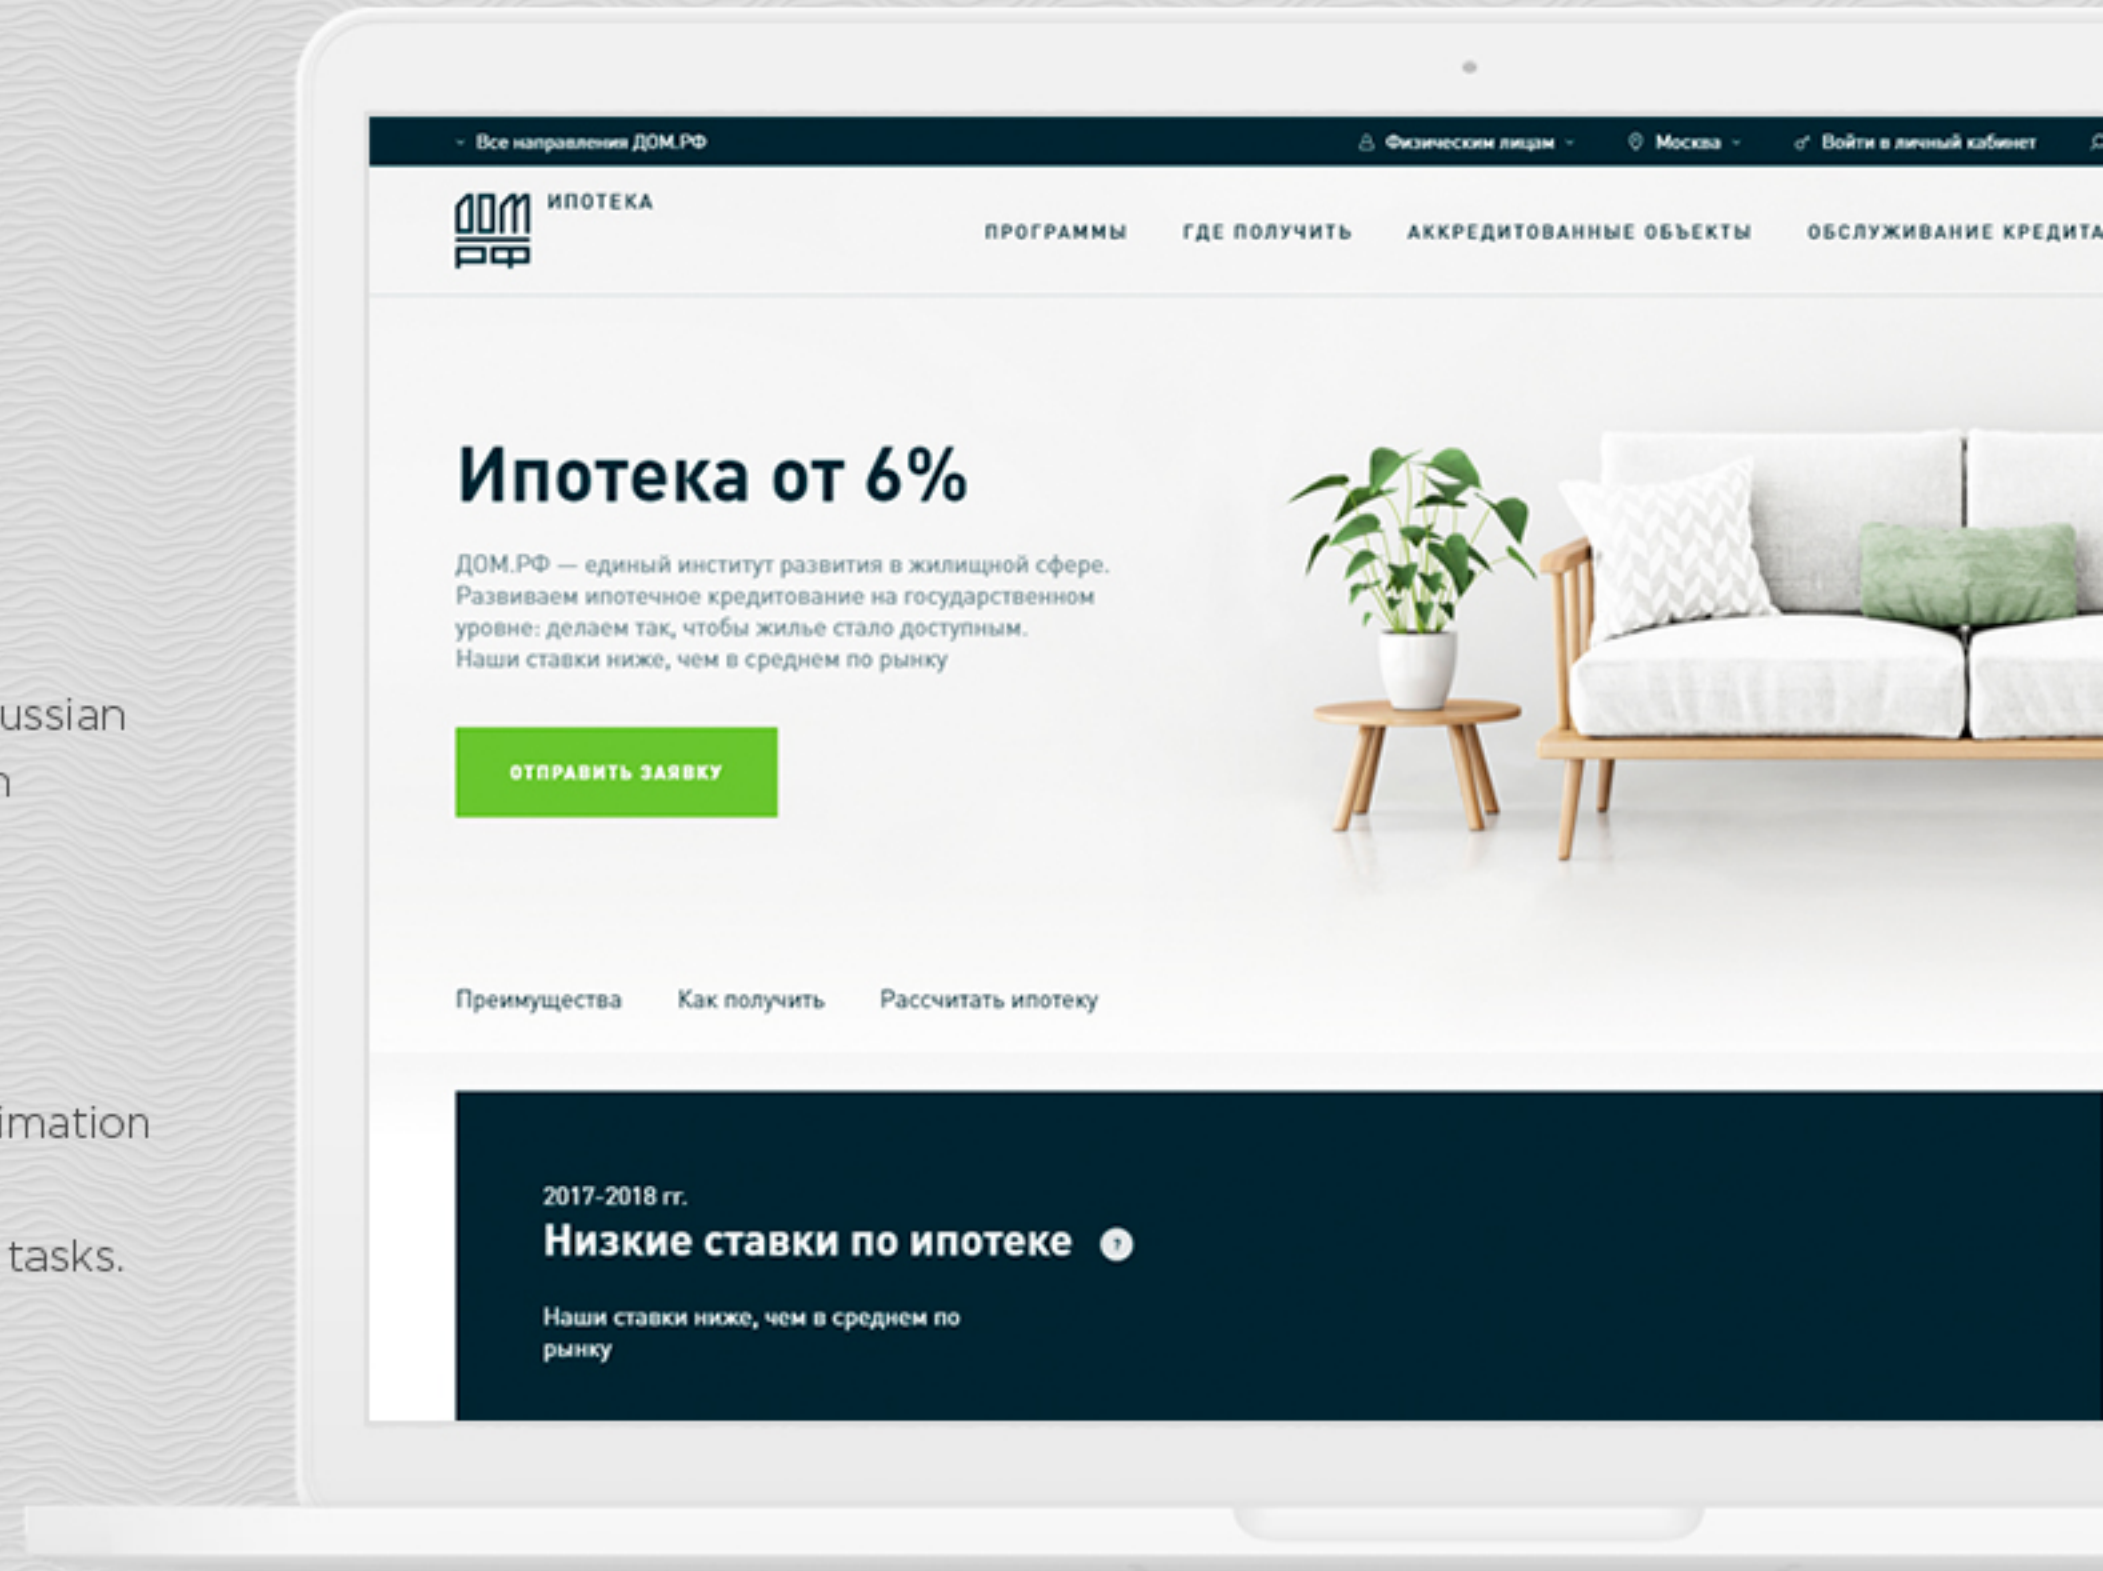 Все направления ДОМ.РФ
Физическим лицам
Москва
Войти в личный кабинет
ДОМ
РФ
ИПОТЕКА
ПРОГРАММЫ
ГДЕ ПОЛУЧИТЬ
АККРЕДИТОВАННЫЕ ОБЪЕКТЫ
ОБСЛУЖИВАНИЕ КРЕДИТА
Ипотека от 6%
ДОМ.РФ — единый институт развития в жилищной сфере.
Развиваем ипотечное кредитование на государственном
уровне: делаем так, чтобы жилье стало доступным.
Наши ставки ниже, чем в среднем по рынку
ussian
ОТПРАВИТЬ ЗАЯВКУ
Преимущества
Как получить
Рассчитать ипотеку
imation
2017-2018 гг.
Низкие ставки по ипотеке ?
tasks.
Наши ставки ниже, чем в среднем по
рынку